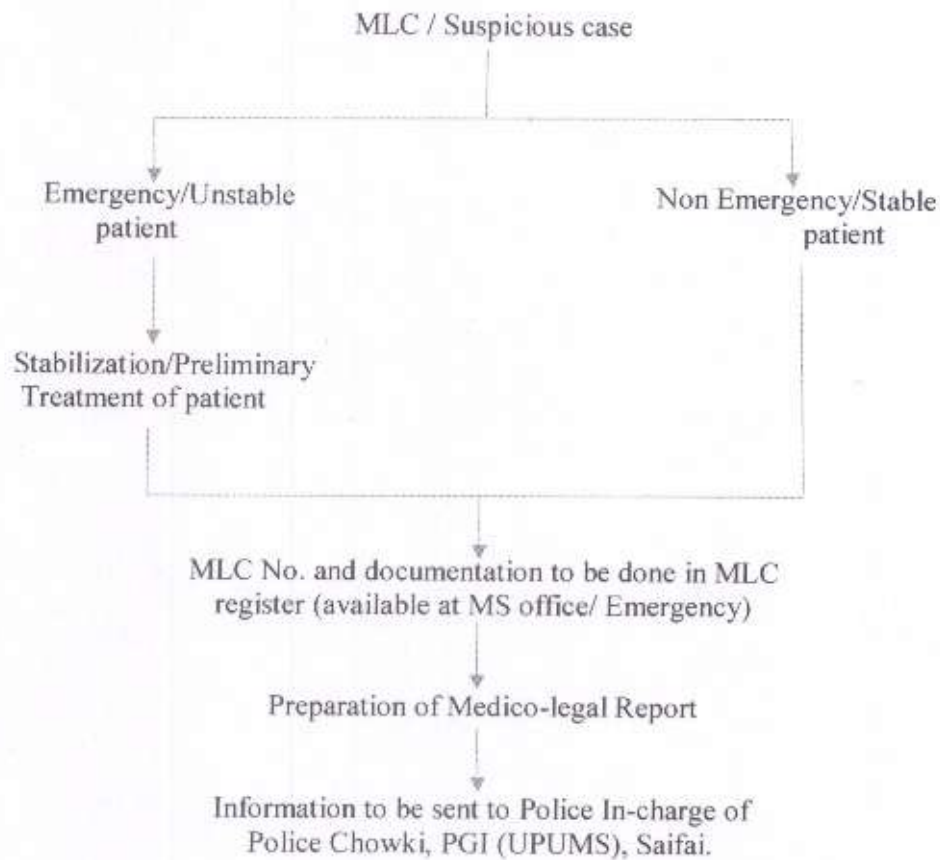 MLC / Suspicious case
Emergency/Unstable
patient
Non Emergency/Stable
patient
Stabilization/Preliminary
Treatment of patient
MLC No. and documentation to be done in MLC
register (available at MS office/ Emergency)
Preparation of Medico-legal Report
Information to be sent to Police In-charge of
Police Chowki, PGI (UPUMS), Saifai.